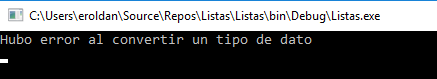 C:\Users\eroldan\Source\Repos\Listas\Listas\bin\Debug\Listas.exe
Hubo error al convertir un tipo de dato